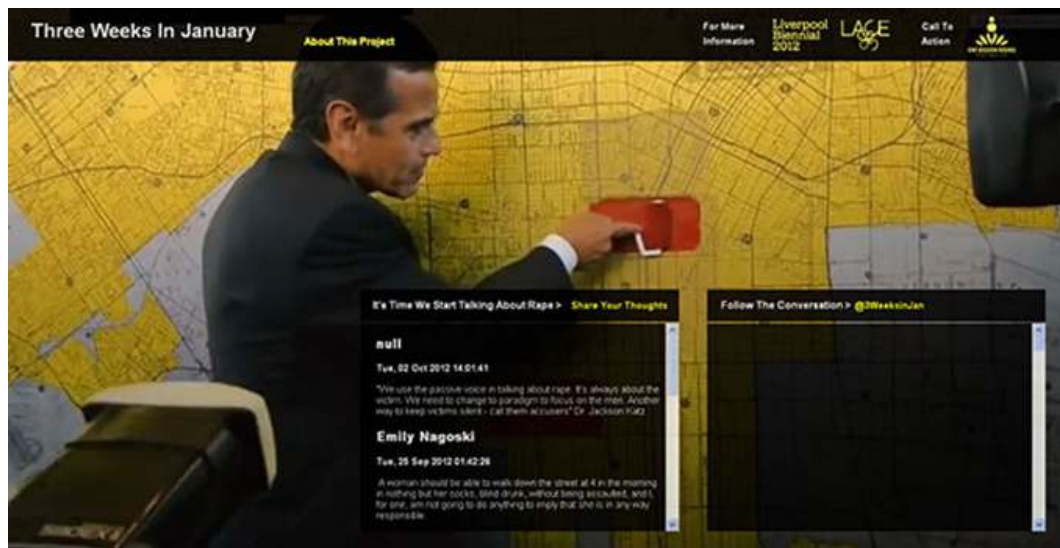 Three Weeks In January
About This Project
For More
Information
Liverpool
Biennial
2012
LACE
Call To
Action
It's Time We Start Talking About Rape > Share Your Thoughts
null
Tue, 02 Oct 2012 14:01:41
"We use the passive voice in talking about rape. It's always about the
victim. We need to change to paradigm to focus on the men. Another
way to keep victims silent - call them accusers" Dr. Jackson Katz
Emily Nagoski
Tue, 25 Sep 2012 01:42:26
A woman should be able to walk down the street at 4 in the morning
in nothing but her socks, blind drunk, without being assaulted, and I,
for one, am not going to do anything to imply that she is in any way
responsible.
Follow The Conversation > @3WeeksinJan